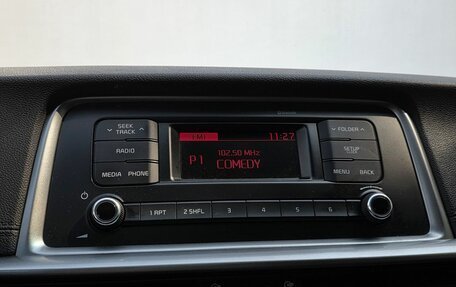 SEEK
TRACK
RADIO
MEDIA PHONE
FM1 11:27
102.50 MHz
P1 COMEDY
FOLDER
SETUP
MENU BACK
1 RPT 2 SHFL 3 4 5 6